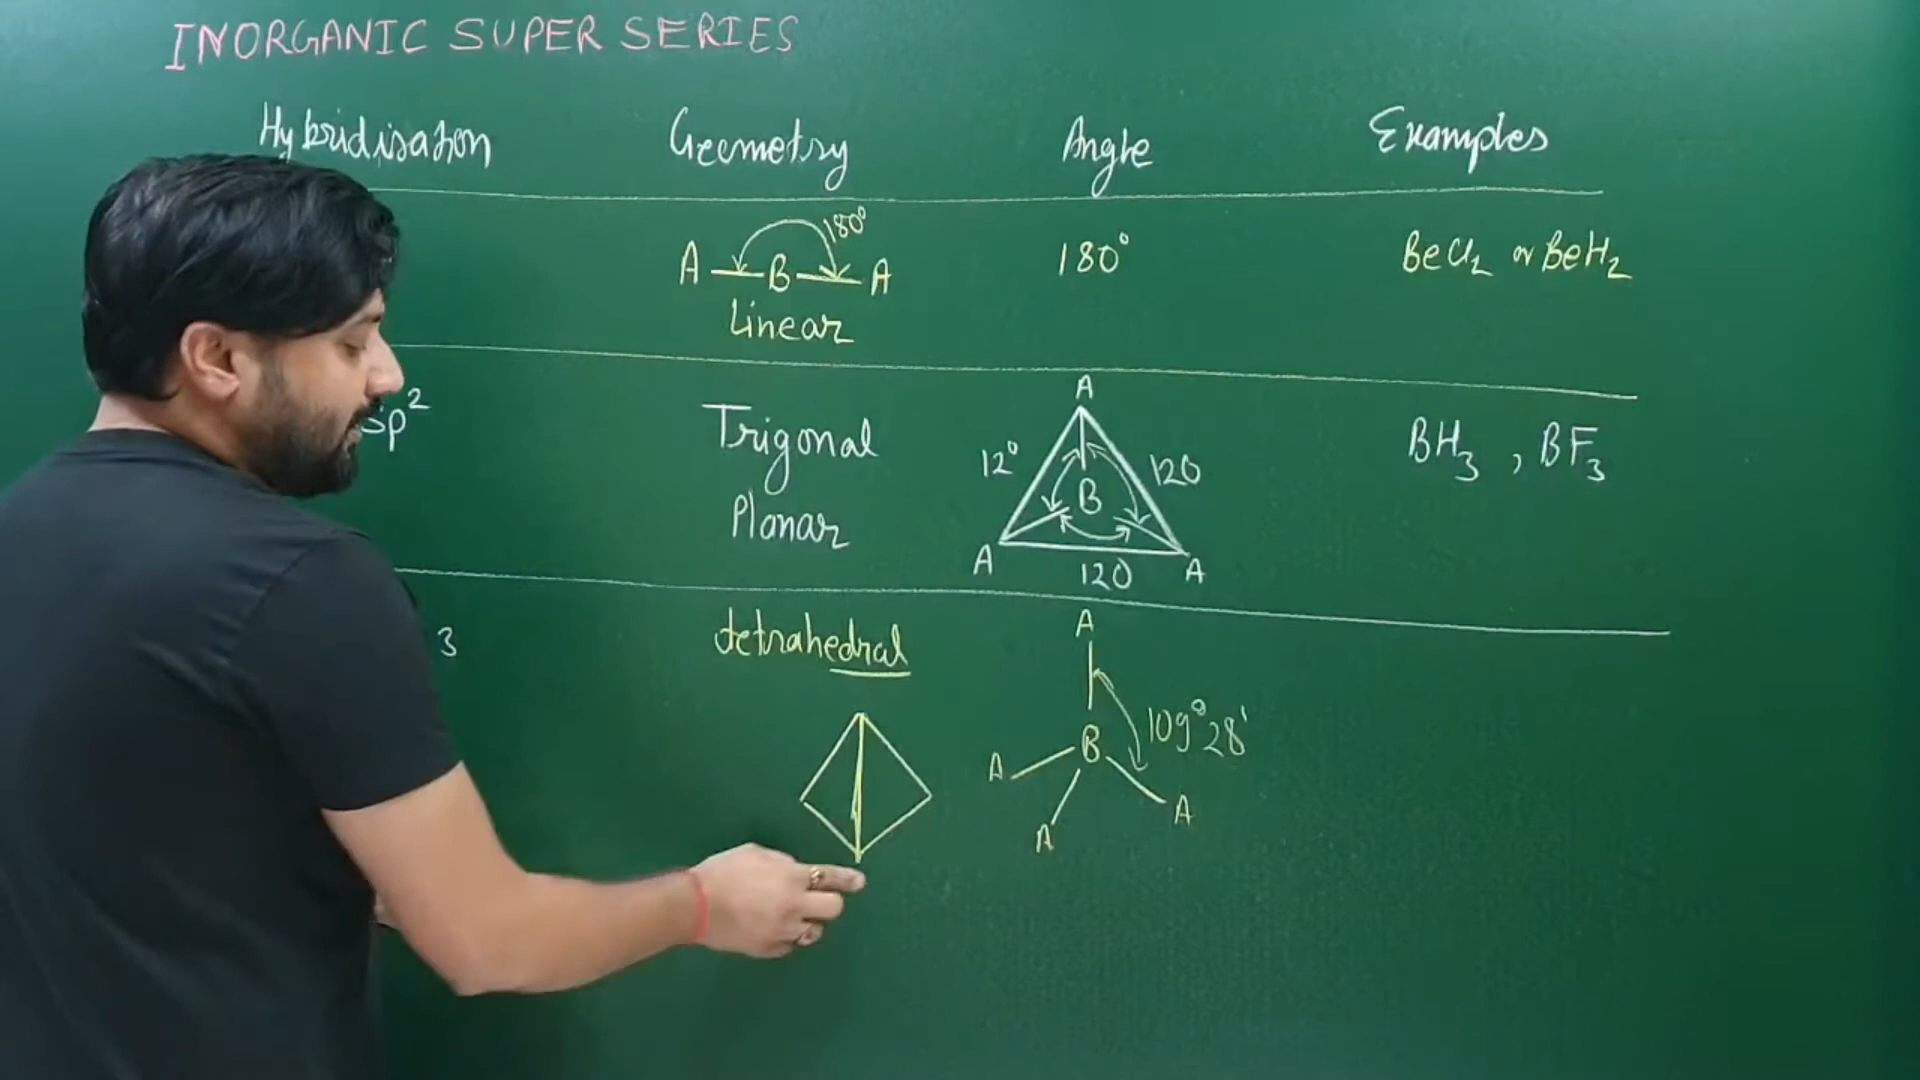 INORGANIC SUPER SERIES
Hybridisation Geometry Angle Examples
A B A 180° 180° BeCl2 or BeH2
Linear
sp² Trigonal Planar A 12° 120 B A 120 A BH3 , BF3
3 tetrahedral A 109°28' B A A A